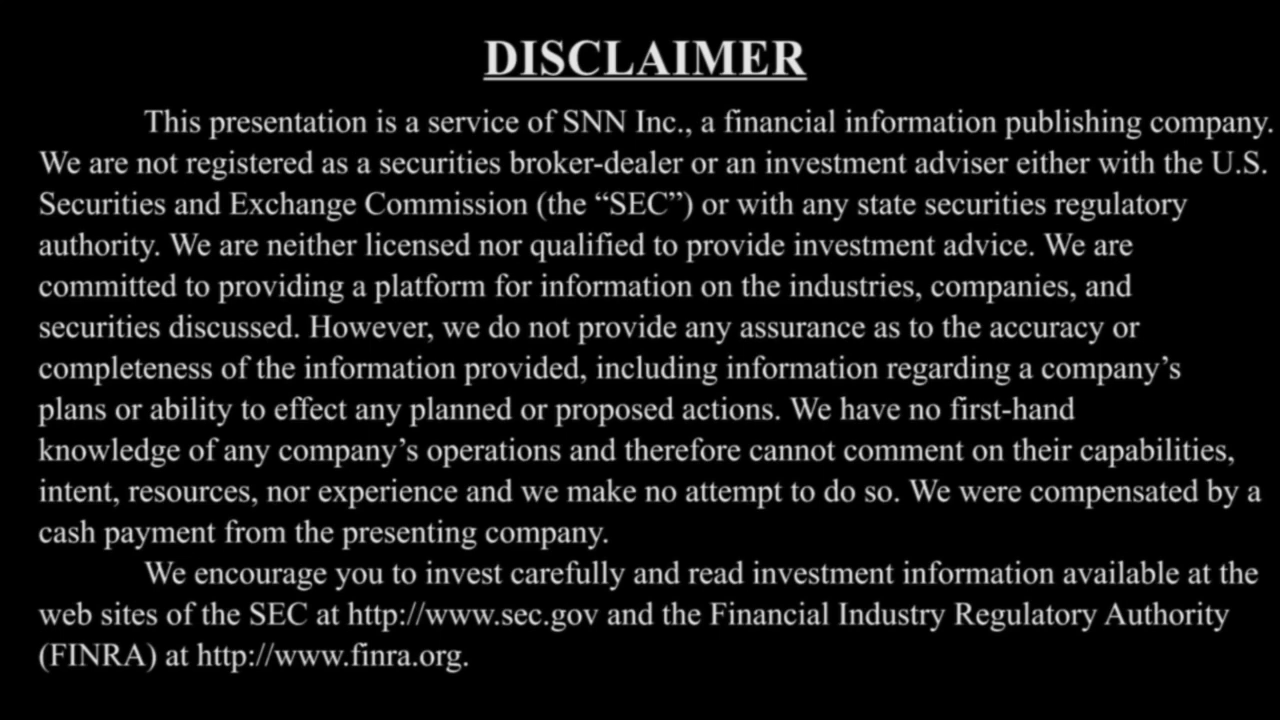 DISCLAIMER
This presentation is a service of SNN Inc., a financial information publishing company.
We are not registered as a securities broker-dealer or an investment adviser either with the U.S.
Securities and Exchange Commission (the “SEC”) or with any state securities regulatory
authority. We are neither licensed nor qualified to provide investment advice. We are
committed to providing a platform for information on the industries, companies, and
securities discussed. However, we do not provide any assurance as to the accuracy or
completeness of the information provided, including information regarding a company’s
plans or ability to effect any planned or proposed actions. We have no first-hand
knowledge of any company’s operations and therefore cannot comment on their capabilities,
intent, resources, nor experience and we make no attempt to do so. We were compensated by a
cash payment from the presenting company.
We encourage you to invest carefully and read investment information available at the
web sites of the SEC at http://www.sec.gov and the Financial Industry Regulatory Authority
(FINRA) at http://www.finra.org.